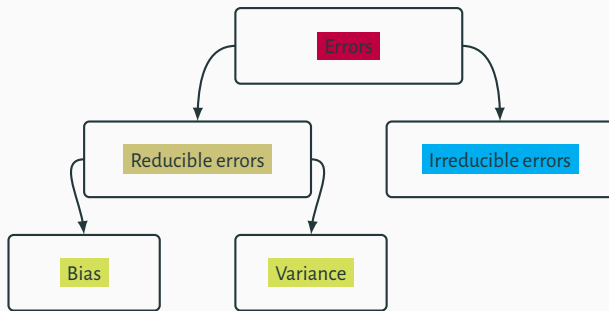 Errors
Reducible errors
Irreducible errors
Bias
Variance